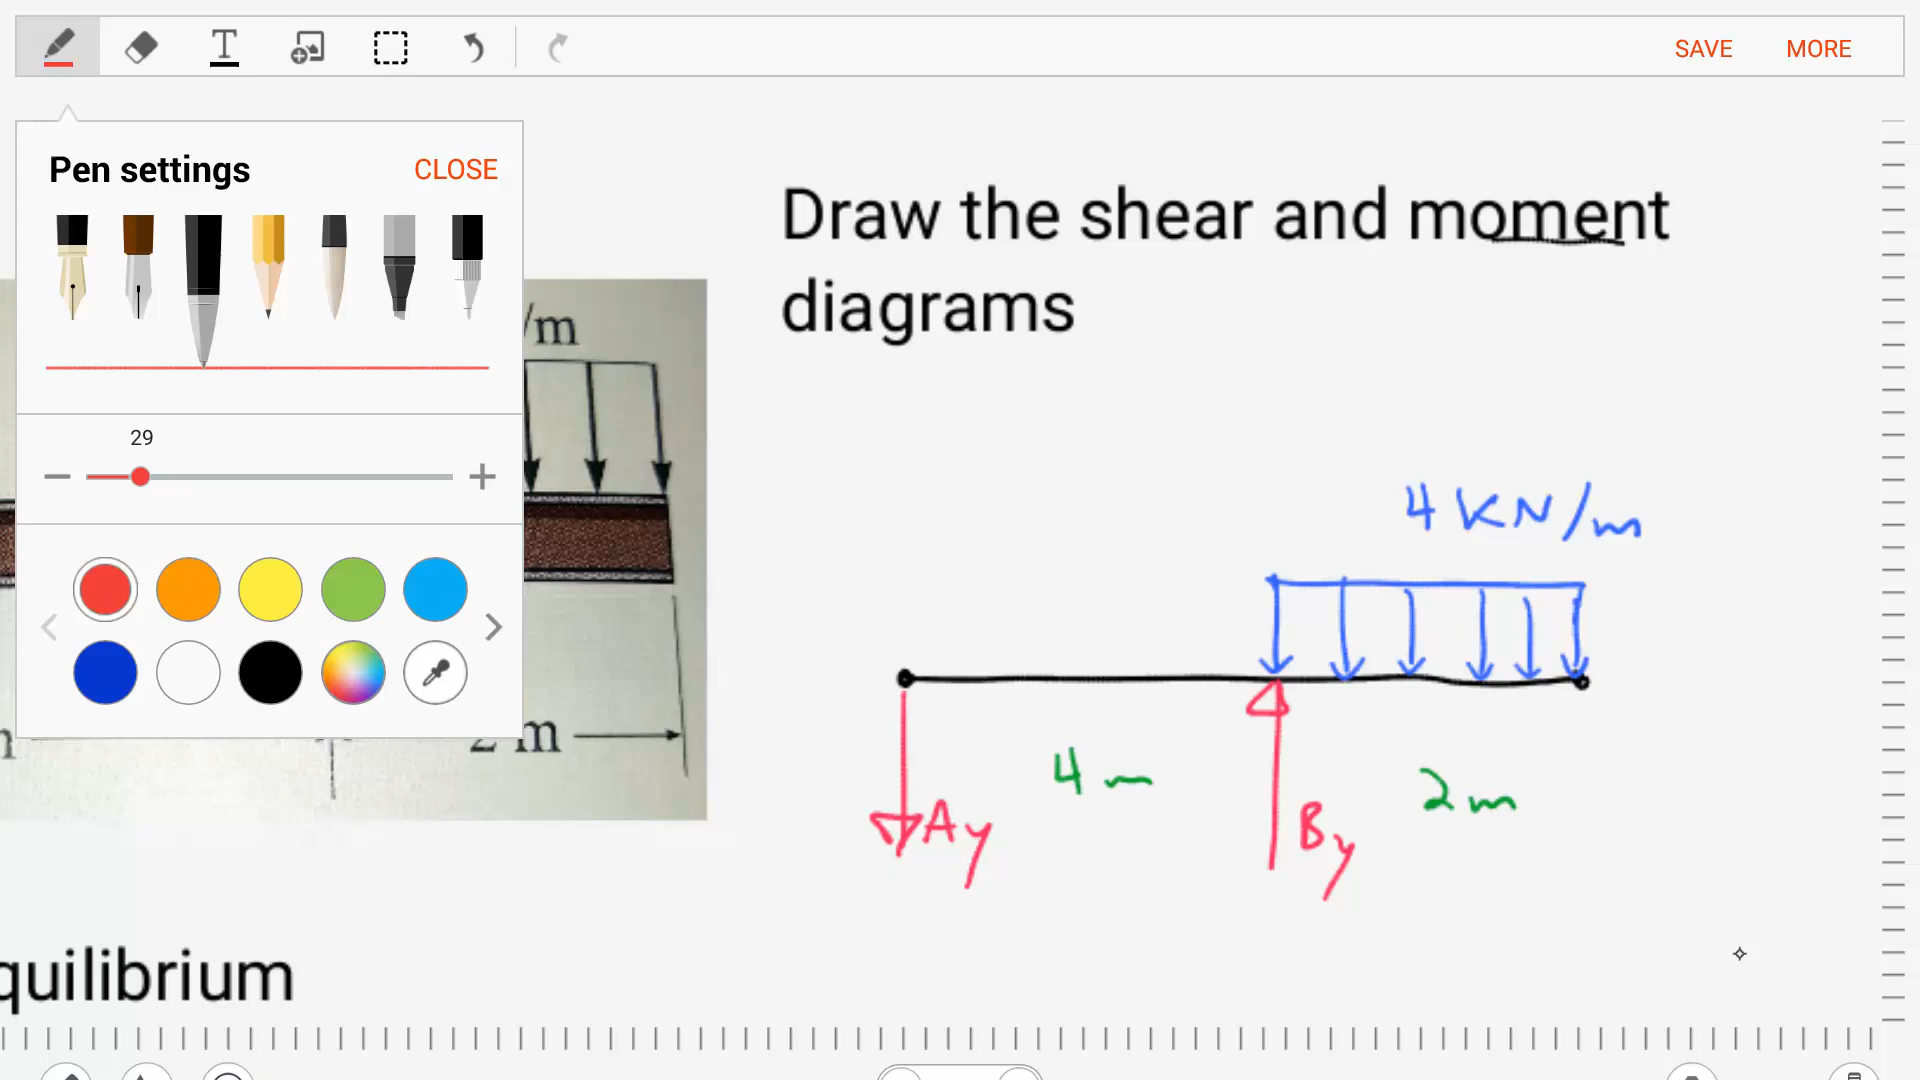 SAVE MORE
Pen settings CLOSE
29
Draw the shear and moment
diagrams
/m
4 KN/m
2 m
4 m
2 m
Ay
By
quilibrium